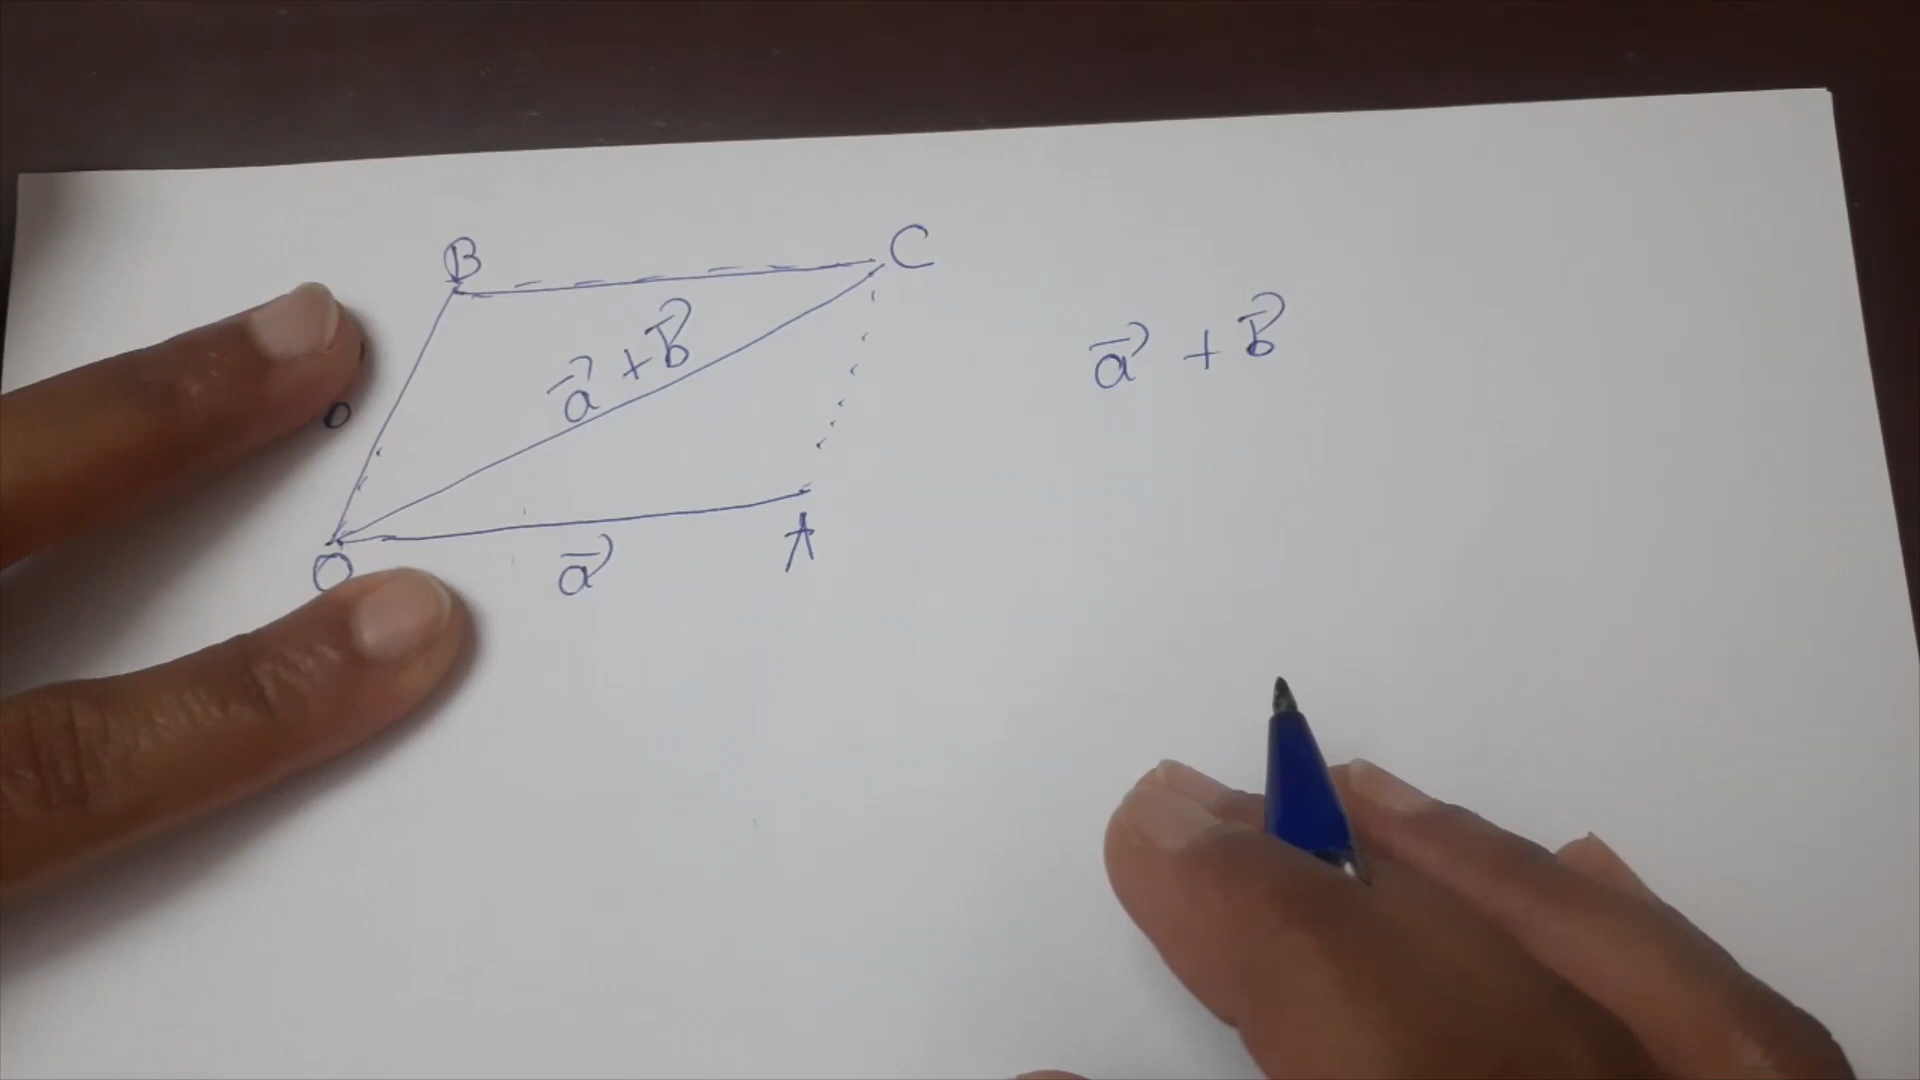 B
C
a⃗ + b⃗
a⃗ + b⃗
O
a⃗
A